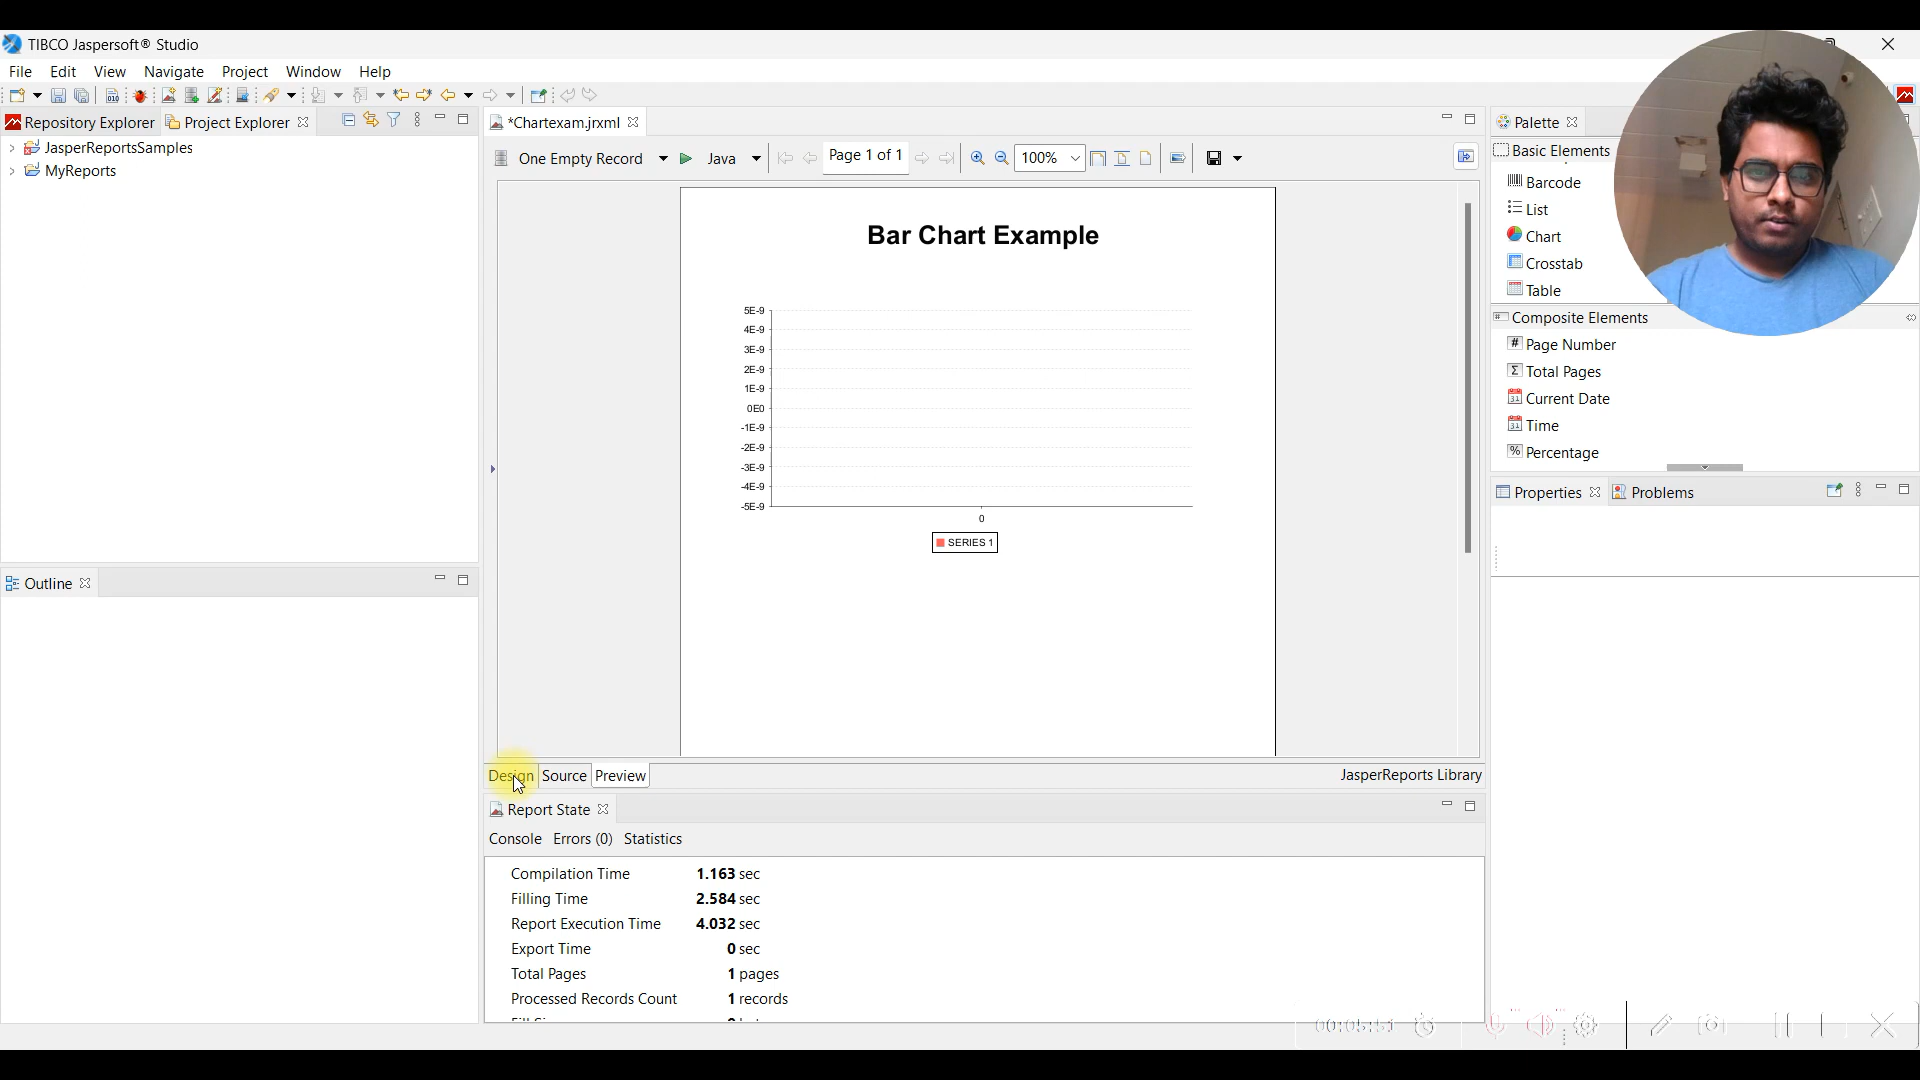 TIBCO Jaspersoft® Studio
File Edit View Navigate Project Window Help
Repository Explorer Project Explorer
JasperReportsSamples
MyReports
*Chartexam.jrxml
One Empty Record Java Page 1 of 1 100%
Bar Chart Example
5E-9
4E-9
3E-9
2E-9
1E-9
0E0
-1E-9
-2E-9
-3E-9
-4E-9
-5E-9
0
SERIES 1
Design Source Preview JasperReports Library
Outline
Report State
Console Errors (0) Statistics
Compilation Time 1.163 sec
Filling Time 2.584 sec
Report Execution Time 4.032 sec
Export Time 0 sec
Total Pages 1 pages
Processed Records Count 1 records
Palette
Basic Elements
Barcode
List
Chart
Crosstab
Table
Composite Elements
# Page Number
Σ Total Pages
31 Current Date
31 Time
% Percentage
Properties Problems
00:05:51